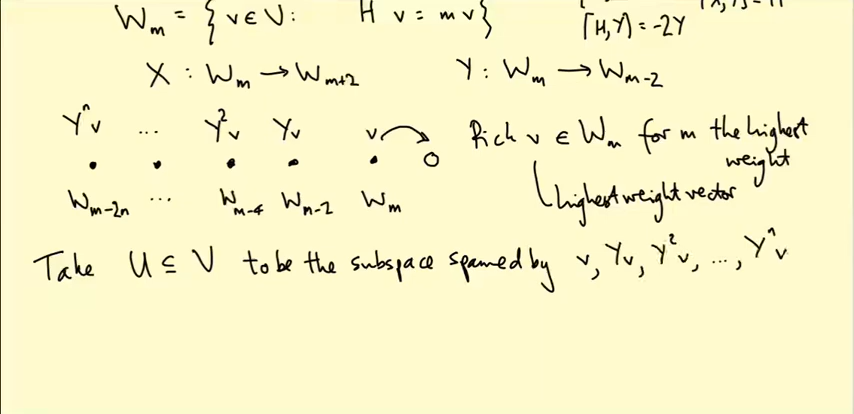 W_m = { v ∈ V : H v = m v } [H, Y] = -2Y
X : W_m → W_{m+2} Y : W_m → W_{m-2}
Y^n v ... Y^2 v Y v v Pick v ∈ W_m for m the highest
weight
W_{m-2n} ... W_{m-4} W_{m-2} W_m highest weight vector
Take U ⊆ V to be the subspace spanned by v, Yv, Y^2 v, ..., Y^n v